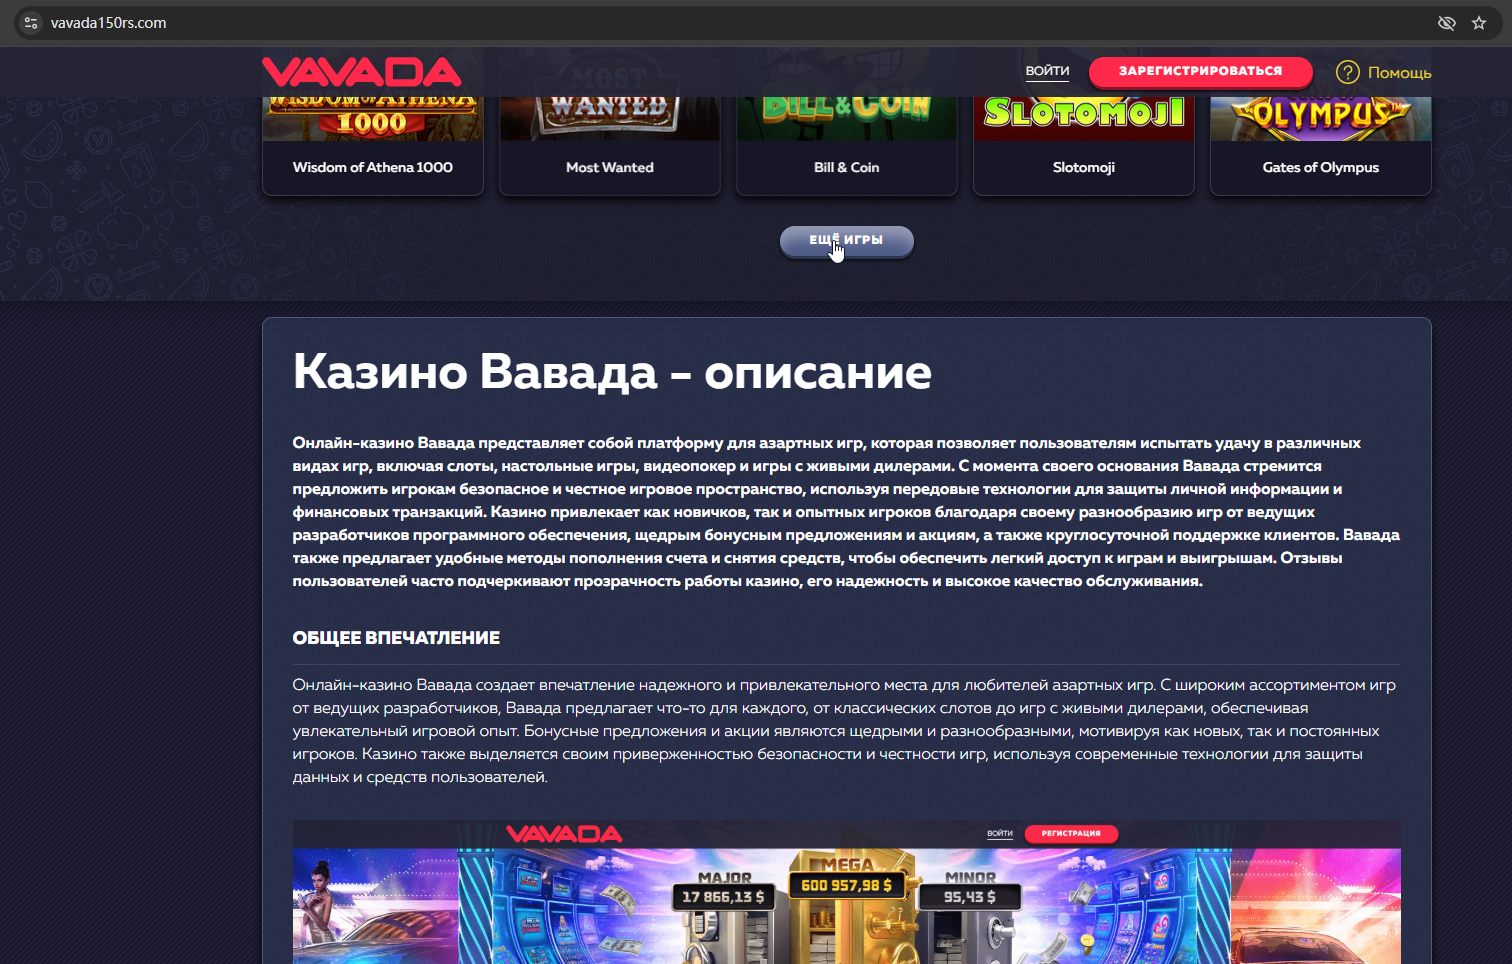 vavada150rs.com
VAVADA
ВОЙТИ
ЗАРЕГИСТРИРОВАТЬСЯ
? Помощь
WISDOM OF ATHENA
1000
MOST
WANTED
BILL & COIN
SLOTOMOJI
OLYMPUS™
Wisdom of Athena 1000
Most Wanted
Bill & Coin
Slotomoji
Gates of Olympus
ЕЩЁ ИГРЫ
Казино Вавада - описание
Онлайн-казино Вавада представляет собой платформу для азартных игр, которая позволяет пользователям испытать удачу в различных
видах игр, включая слоты, настольные игры, видеопокер и игры с живыми дилерами. С момента своего основания Вавада стремится
предложить игрокам безопасное и честное игровое пространство, используя передовые технологии для защиты личной информации и
финансовых транзакций. Казино привлекает как новичков, так и опытных игроков благодаря своему разнообразию игр от ведущих
разработчиков программного обеспечения, щедрым бонусным предложениям и акциям, а также круглосуточной поддержке клиентов. Вавада
также предлагает удобные методы пополнения счета и снятия средств, чтобы обеспечить легкий доступ к играм и выигрышам. Отзывы
пользователей часто подчеркивают прозрачность работы казино, его надежность и высокое качество обслуживания.
ОБЩЕЕ ВПЕЧАТЛЕНИЕ
Онлайн-казино Вавада создает впечатление надежного и привлекательного места для любителей азартных игр. С широким ассортиментом игр
от ведущих разработчиков, Вавада предлагает что-то для каждого, от классических слотов до игр с живыми дилерами, обеспечивая
увлекательный игровой опыт. Бонусные предложения и акции являются щедрыми и разнообразными, мотивируя как новых, так и постоянных
игроков. Казино также выделяется своим приверженностью безопасности и честности игр, используя современные технологии для защиты
данных и средств пользователей.
VAVADA
ВОЙТИ
РЕГИСТРАЦИЯ
MAJOR
17 866,13 $
MEGA
600 957,98 $
MINOR
95,43 $